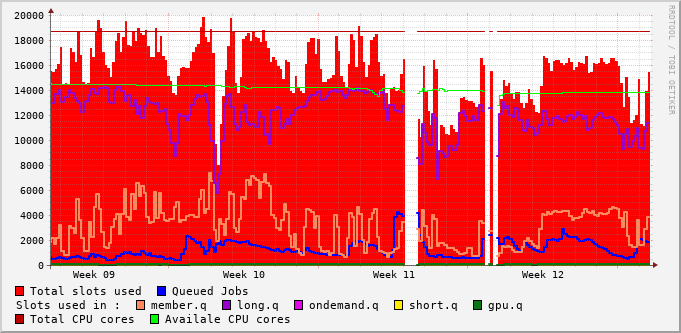 20000
18000
16000
14000
12000
10000
8000
6000
4000
2000
0
Week 09 Week 10 Week 11 Week 12
RRDTOOL / TOBI OETIKER
Total slots used Queued Jobs
Slots used in : member.q long.q ondemand.q short.q gpu.q
Total CPU cores Availale CPU cores